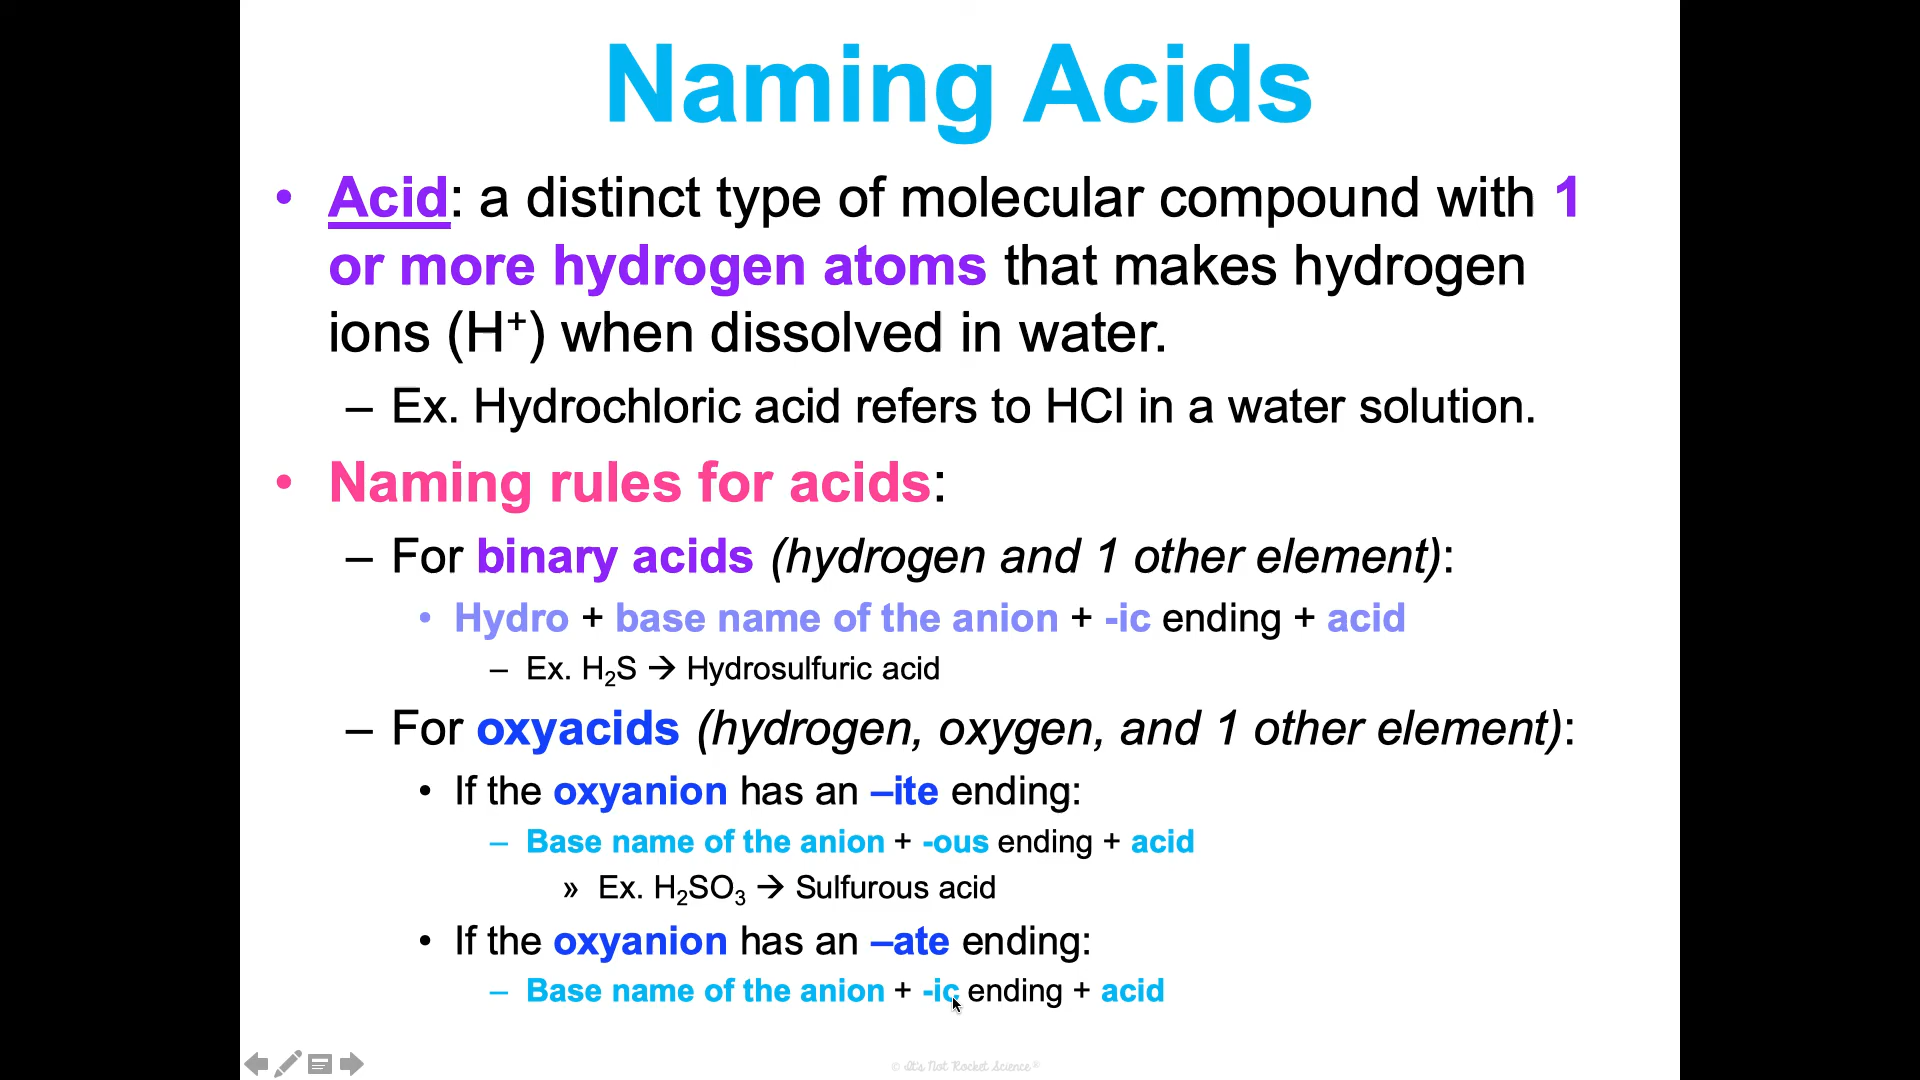 Naming Acids
• Acid: a distinct type of molecular compound with 1
or more hydrogen atoms that makes hydrogen
ions (H⁺) when dissolved in water.
– Ex. Hydrochloric acid refers to HCl in a water solution.
• Naming rules for acids:
– For binary acids (hydrogen and 1 other element):
• Hydro + base name of the anion + -ic ending + acid
– Ex. H₂S → Hydrosulfuric acid
– For oxyacids (hydrogen, oxygen, and 1 other element):
• If the oxyanion has an –ite ending:
– Base name of the anion + -ous ending + acid
» Ex. H₂SO₃ → Sulfurous acid
• If the oxyanion has an –ate ending:
– Base name of the anion + -ic ending + acid
© It's Not Rocket Science®